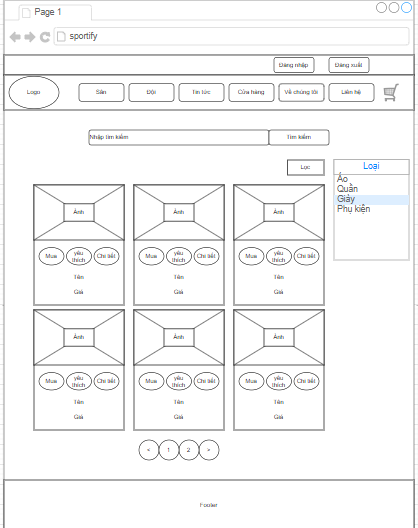 Page 1
sportify
Đăng nhập Đăng xuất
Logo Sân Đội Tin tức Cửa hàng Về chúng tôi Liên hệ
Nhập tìm kiếm Tìm kiếm
Lọc Loại
Áo
Quần
Giầy
Phụ kiện
Ảnh Ảnh Ảnh
Mua yêu thích Chi tiết Mua yêu thích Chi tiết Mua yêu thích Chi tiết
Tên Tên Tên
Giá Giá Giá
Ảnh Ảnh Ảnh
Mua yêu thích Chi tiết Mua yêu thích Chi tiết Mua yêu thích Chi tiết
Tên Tên Tên
Giá Giá Giá
< 1 2 >
Footer